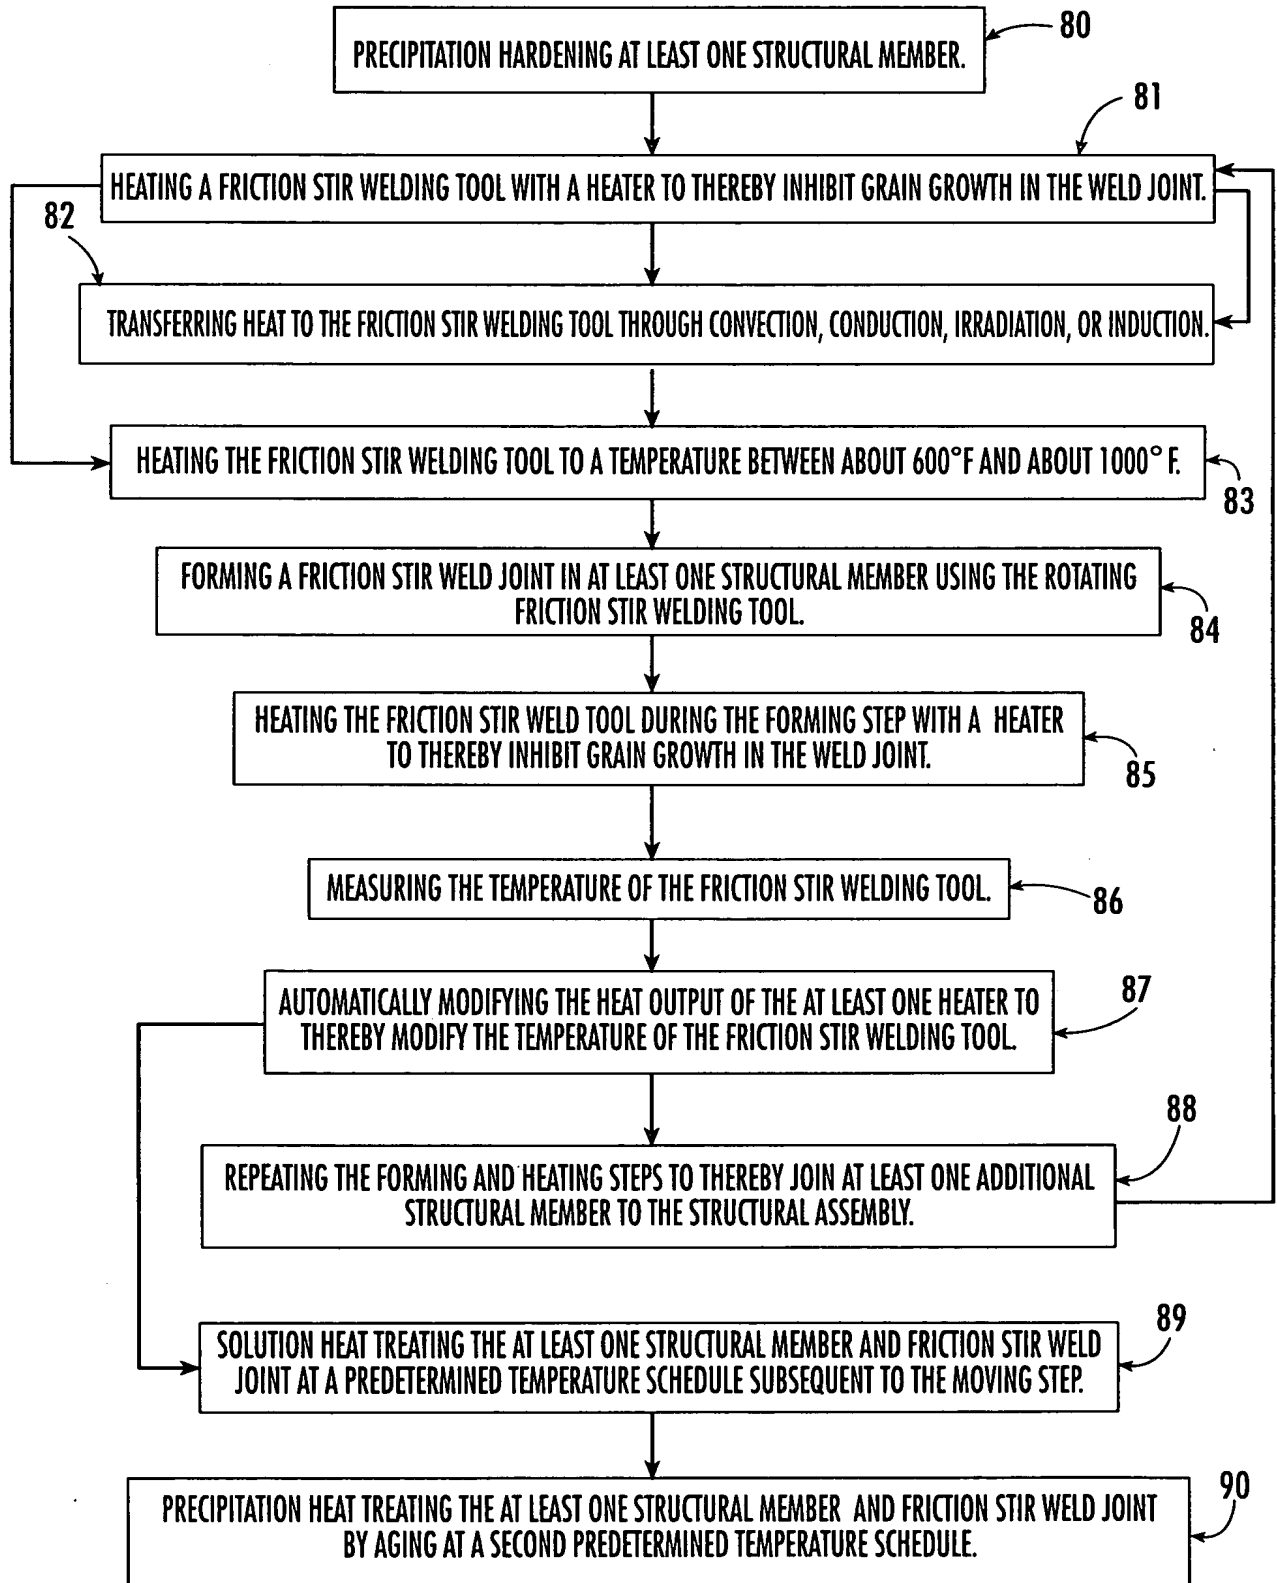 PRECIPITATION HARDENING AT LEAST ONE STRUCTURAL MEMBER.
80
81
HEATING A FRICTION STIR WELDING TOOL WITH A HEATER TO THEREBY INHIBIT GRAIN GROWTH IN THE WELD JOINT.
82
TRANSFERRING HEAT TO THE FRICTION STIR WELDING TOOL THROUGH CONVECTION, CONDUCTION, IRRADIATION, OR INDUCTION.
HEATING THE FRICTION STIR WELDING TOOL TO A TEMPERATURE BETWEEN ABOUT 600°F AND ABOUT 1000° F.
83
FORMING A FRICTION STIR WELD JOINT IN AT LEAST ONE STRUCTURAL MEMBER USING THE ROTATING
FRICTION STIR WELDING TOOL.
84
HEATING THE FRICTION STIR WELD TOOL DURING THE FORMING STEP WITH A HEATER
TO THEREBY INHIBIT GRAIN GROWTH IN THE WELD JOINT.
85
MEASURING THE TEMPERATURE OF THE FRICTION STIR WELDING TOOL.
86
AUTOMATICALLY MODIFYING THE HEAT OUTPUT OF THE AT LEAST ONE HEATER TO
THEREBY MODIFY THE TEMPERATURE OF THE FRICTION STIR WELDING TOOL.
87
88
REPEATING THE FORMING AND HEATING STEPS TO THEREBY JOIN AT LEAST ONE ADDITIONAL
STRUCTURAL MEMBER TO THE STRUCTURAL ASSEMBLY.
89
SOLUTION HEAT TREATING THE AT LEAST ONE STRUCTURAL MEMBER AND FRICTION STIR WELD
JOINT AT A PREDETERMINED TEMPERATURE SCHEDULE SUBSEQUENT TO THE MOVING STEP.
90
PRECIPITATION HEAT TREATING THE AT LEAST ONE STRUCTURAL MEMBER AND FRICTION STIR WELD JOINT
BY AGING AT A SECOND PREDETERMINED TEMPERATURE SCHEDULE.